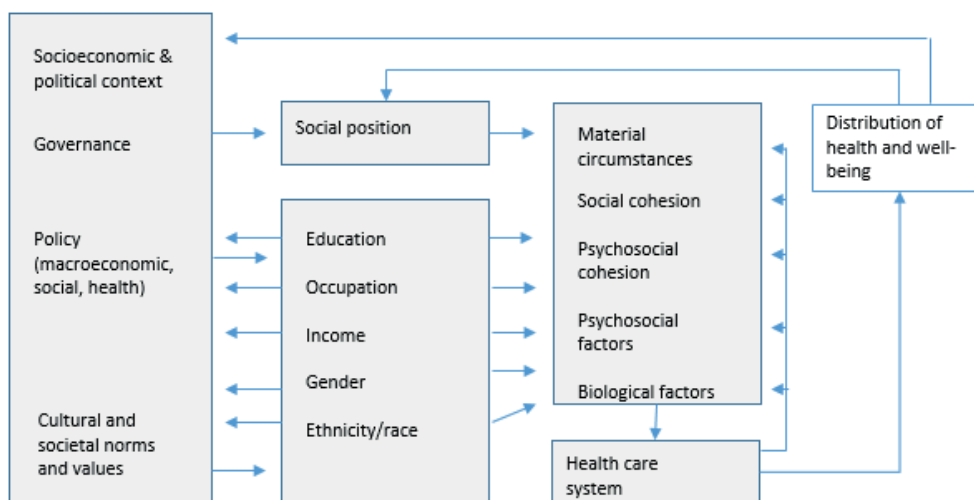 Socioeconomic &
political context
Governance
Policy
(macroeconomic,
social, health)
Cultural and
societal norms
and values
Social position
Education
Occupation
Income
Gender
Ethnicity/race
Material
circumstances
Social cohesion
Psychosocial
cohesion
Psychosocial
factors
Biological factors
Health care
system
Distribution of
health and well-
being